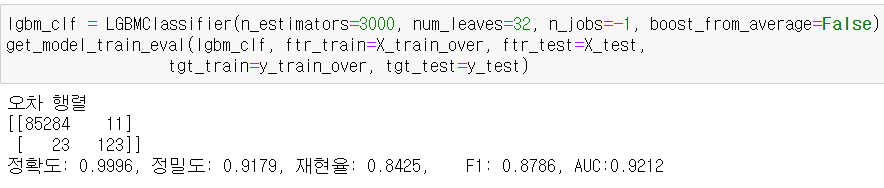 lgbm_clf = LGBMClassifier(n_estimators=3000, num_leaves=32, n_jobs=-1, boost_from_average=False)
get_model_train_eval(lgbm_clf, ftr_train=X_train_over, ftr_test=X_test,
tgt_train=y_train_over, tgt_test=y_test)
오차 행렬
[[85284 11]
[ 23 123]]
정확도: 0.9996, 정밀도: 0.9179, 재현율: 0.8425, F1: 0.8786, AUC:0.9212